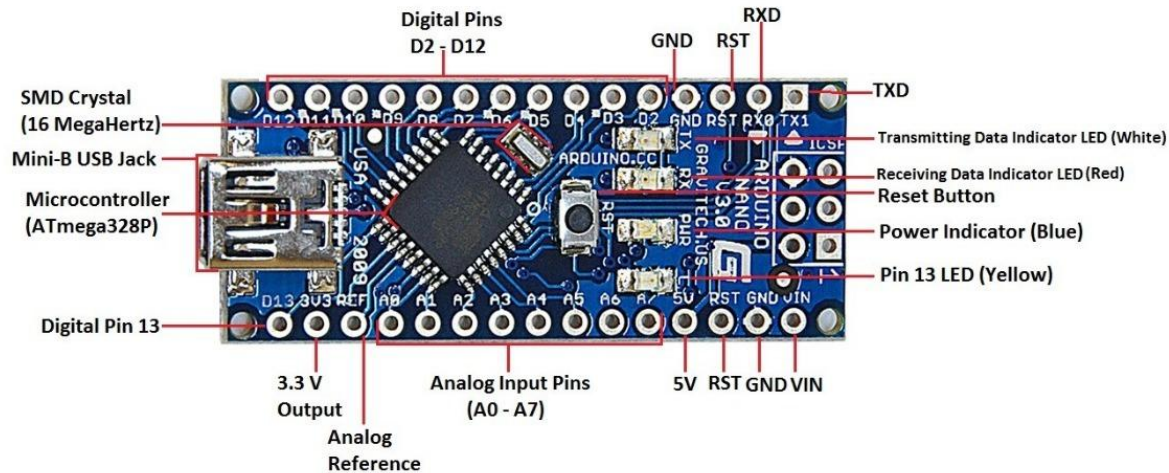 Digital Pins
D2 - D12
GND
RST
RXD
TXD
SMD Crystal
(16 MegaHertz)
Mini-B USB Jack
Microcontroller
(ATmega328P)
D12 D11 D10 D9 D8 D7 D6 D5 D4 D3 D2 GND RST RX0 TX1
Transmitting Data Indicator LED (White)
Receiving Data Indicator LED (Red)
Reset Button
Power Indicator (Blue)
Pin 13 LED (Yellow)
ICSP
TX
RX
PWR
L
RST
ARDUINO.CC
GRAVITECH.US
ARDUINO
NANO
V3.0
USA
2009
1
D13 3V3 REF A0 A1 A2 A3 A4 A5 A6 A7 5V RST GND VIN
Digital Pin 13
3.3 V
Output
Analog
Reference
Analog Input Pins
(A0 - A7)
5V
RST
GND
VIN